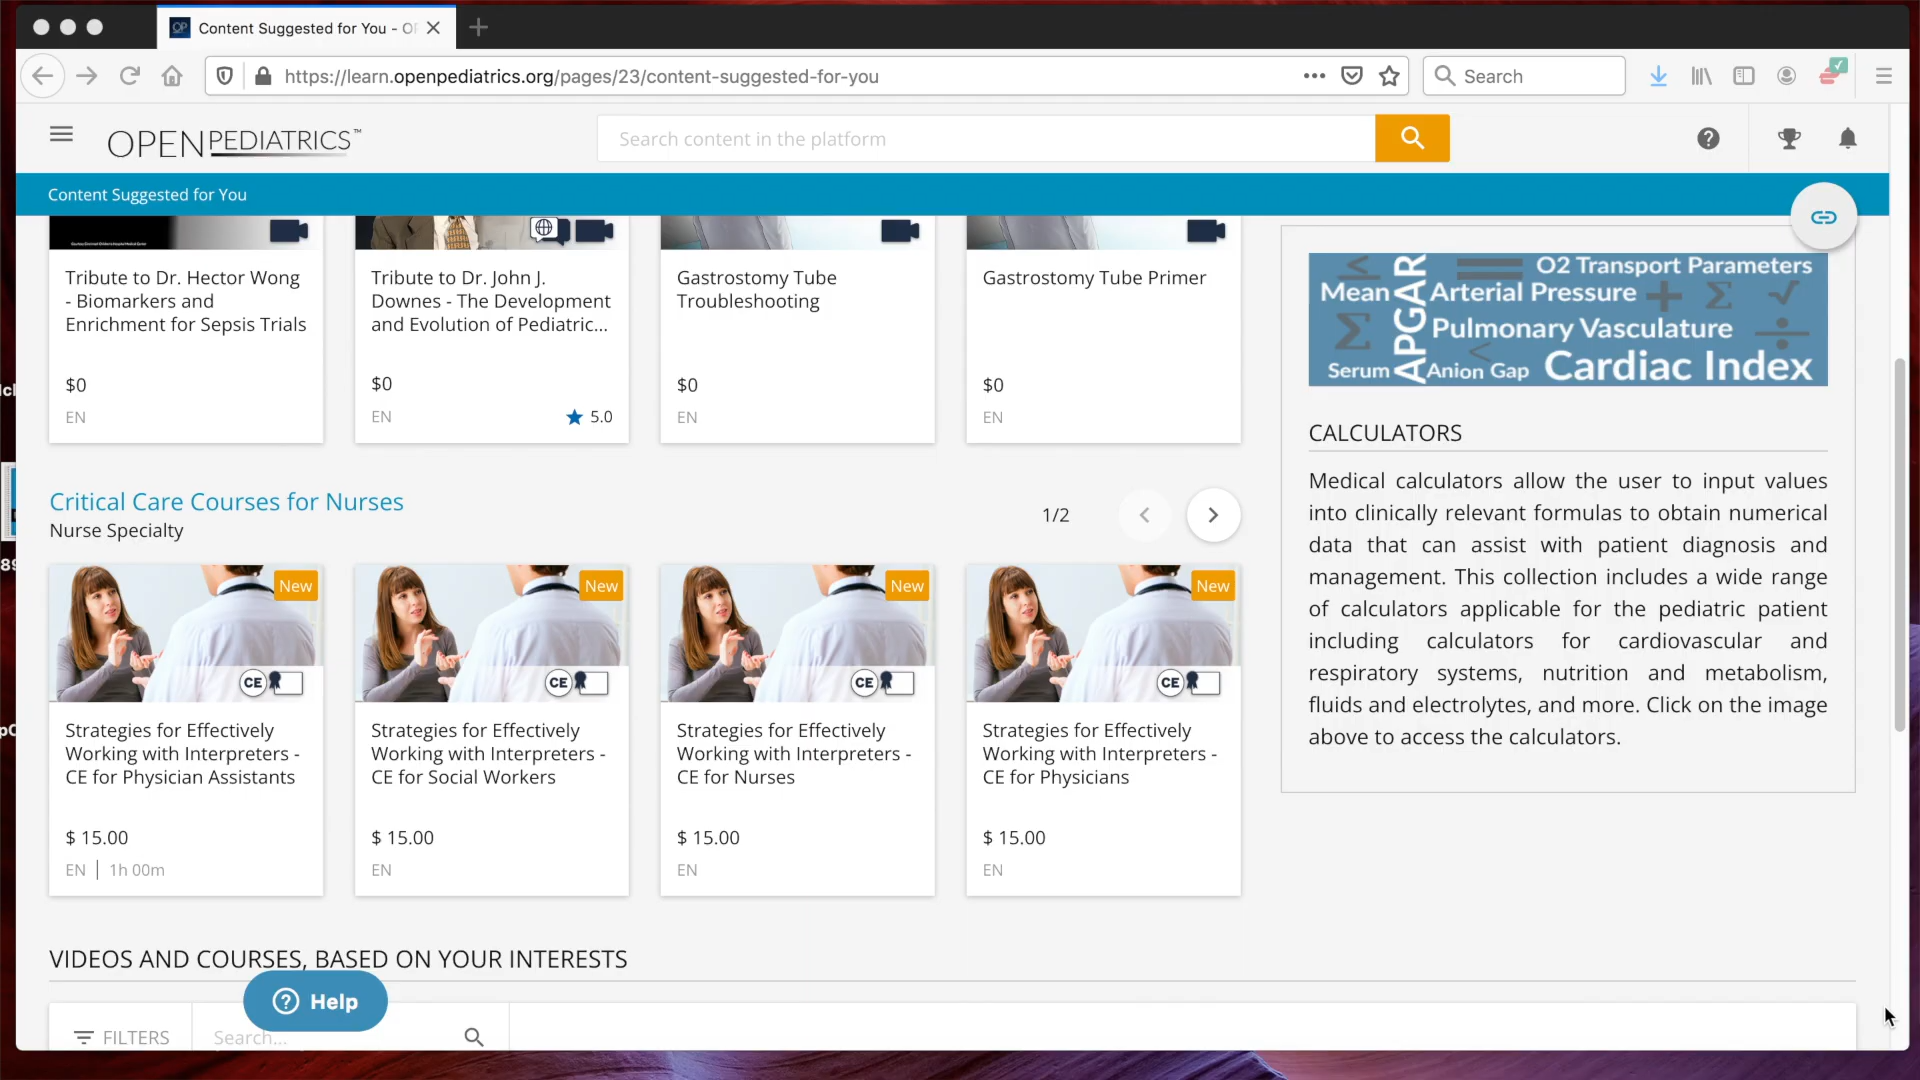 Content Suggested for You - OP
https://learn.openpediatrics.org/pages/23/content-suggested-for-you
Search
OPENPEDIATRICS™
Search content in the platform
Content Suggested for You
Tribute to Dr. Hector Wong
- Biomarkers and
Enrichment for Sepsis Trials
$0
EN
Tribute to Dr. John J.
Downes - The Development
and Evolution of Pediatric...
$0
EN
5.0
Gastrostomy Tube
Troubleshooting
$0
EN
Gastrostomy Tube Primer
$0
EN
O2 Transport Parameters
Mean Arterial Pressure
APGAR
Pulmonary Vasculature
Serum Anion Gap Cardiac Index
CALCULATORS
Medical calculators allow the user to input values
into clinically relevant formulas to obtain numerical
data that can assist with patient diagnosis and
management. This collection includes a wide range
of calculators applicable for the pediatric patient
including calculators for cardiovascular and
respiratory systems, nutrition and metabolism,
fluids and electrolytes, and more. Click on the image
above to access the calculators.
Critical Care Courses for Nurses
Nurse Specialty
1/2
New
CE
Strategies for Effectively
Working with Interpreters -
CE for Physician Assistants
$ 15.00
EN | 1h 00m
New
CE
Strategies for Effectively
Working with Interpreters -
CE for Social Workers
$ 15.00
EN
New
CE
Strategies for Effectively
Working with Interpreters -
CE for Nurses
$ 15.00
EN
New
CE
Strategies for Effectively
Working with Interpreters -
CE for Physicians
$ 15.00
EN
VIDEOS AND COURSES, BASED ON YOUR INTERESTS
Help
FILTERS
Search...